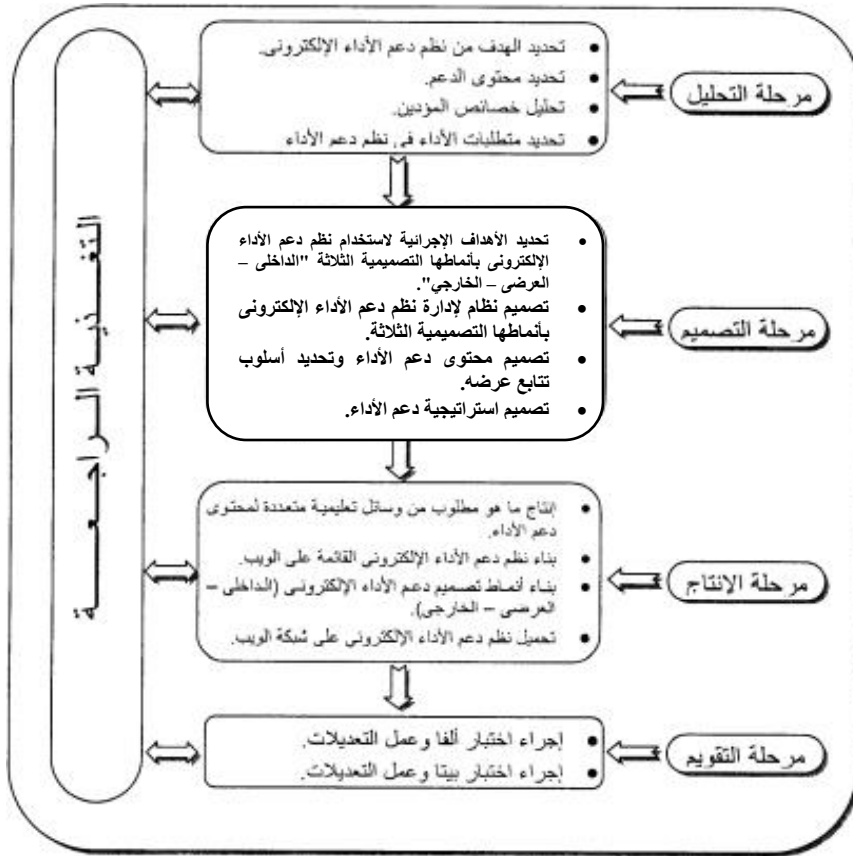 تحديد الهدف من نظم دعم الأداء الإلكترونى.
تحديد محتوى الدعم.
تحليل خصائص المؤدين.
تحديد متطلبات الأداء فى نظم دعم الأداء
مرحلة التحليل
تحديد الأهداف الإجرائية لاستخدام نظم دعم الأداء
الإلكترونى بأنماطها التصميمية الثلاثة "الداخلى –
العرضى – الخارجي".
تصميم نظام لإدارة نظم دعم الأداء الإلكترونى
بأنماطها التصميمية الثلاثة.
تصميم محتوى دعم الأداء وتحديد أسلوب
تتابع عرضه.
تصميم استراتيجية دعم الأداء.
مرحلة التصميم
إنتاج ما هو مطلوب من وسائل تعليمية متعددة لمحتوى
دعم الأداء.
بناء نظم دعم الأداء الإلكترونى القائمة على الويب.
بناء أنماط تصميم دعم الأداء الإلكترونى (الداخلى –
العرضى – الخارجى).
تحميل نظم دعم الأداء الإلكترونى على شبكة الويب.
مرحلة الإنتاج
إجراء اختبار ألفا وعمل التعديلات.
إجراء اختبار بيتا وعمل التعديلات.
مرحلة التقويم
التغـــذية الـــراجعـــــة